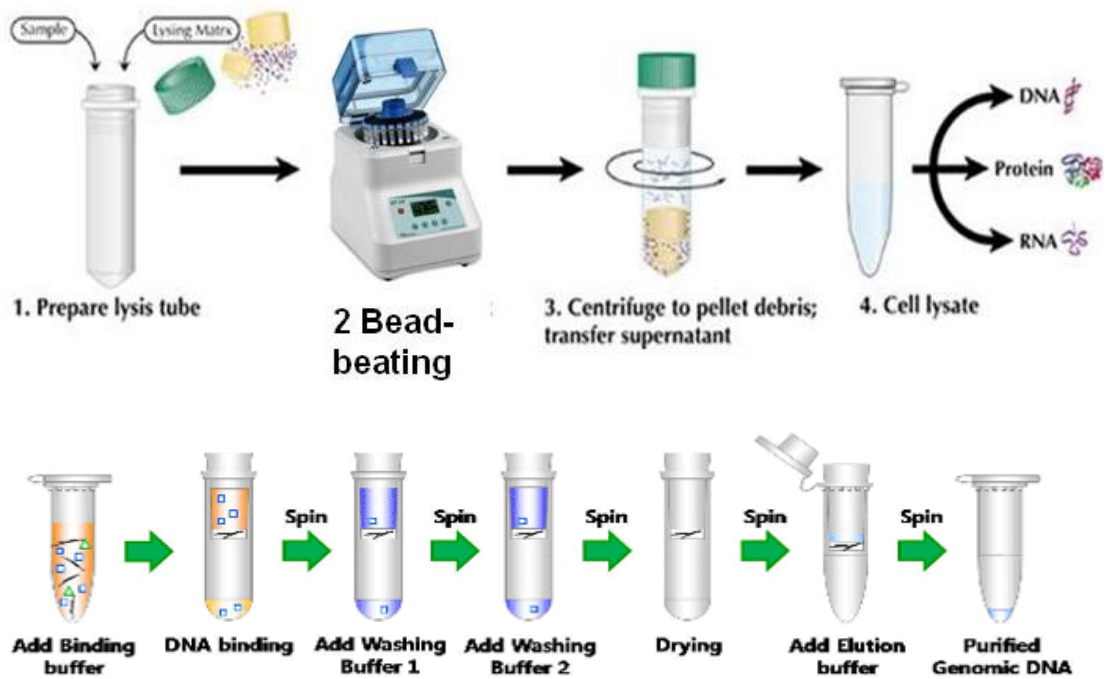 Sample
Lysing Matrx
DNA
Protein
RNA
1. Prepare lysis tube
2 Bead-
beating
3. Centrifuge to pellet debris;
transfer supernatant
4. Cell lysate
Spin
Spin
Spin
Spin
Spin
Add Binding
buffer
DNA binding
Add Washing
Buffer 1
Add Washing
Buffer 2
Drying
Add Elution
buffer
Purified
Genomic DNA